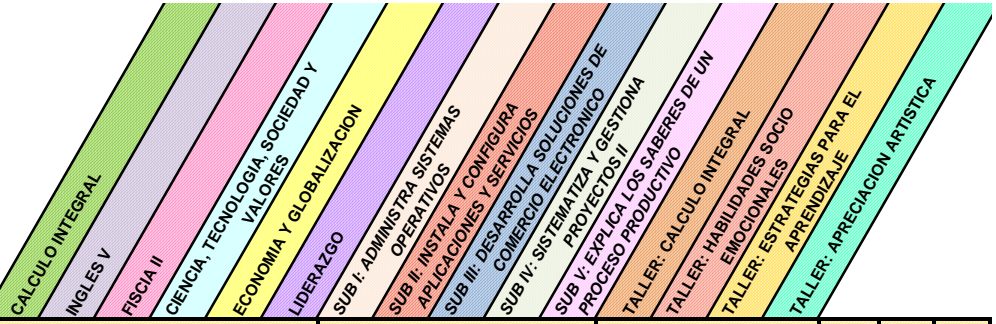 CALCULO INTEGRAL
INGLES V
FISCIA II
CIENCIA, TECNOLOGIA, SOCIEDAD Y
VALORES
ECONOMIA Y GLOBALIZACION
LIDERAZGO
SUB I: ADMINISTRA SISTEMAS
OPERATIVOS
SUB II: INSTALA Y CONFIGURA
APLICACIONES Y SERVICIOS
SUB III: DESARROLLA SOLUCIONES DE
COMERCIO ELECTRONICO
SUB IV: SISTEMATIZA Y GESTIONA
PROYECTOS II
SUB V: EXPLICA LOS SABERES DE UN
PROCESO PRODUCTIVO
TALLER: CALCULO INTEGRAL
TALLER: HABILIDADES SOCIO
EMOCIONALES
TALLER: ESTRATEGIAS PARA EL
APRENDIZAJE
TALLER: APRECIACION ARTISTICA